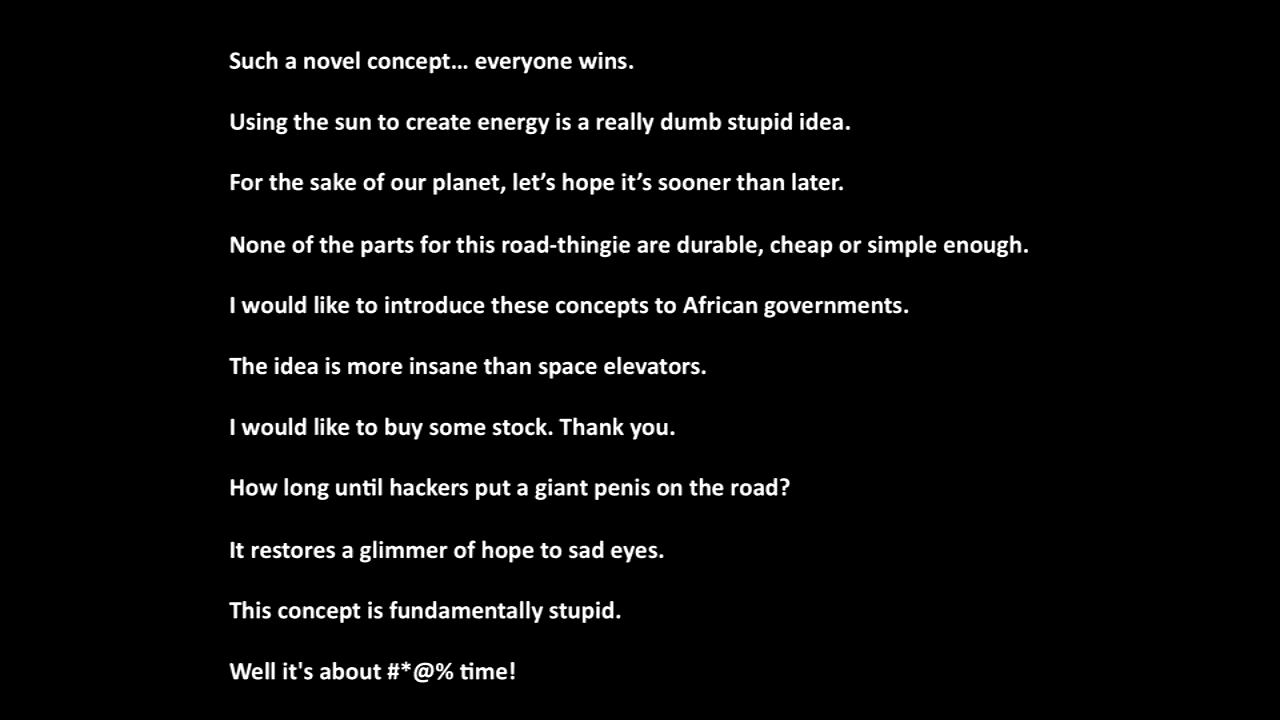 Such a novel concept… everyone wins.
Using the sun to create energy is a really dumb stupid idea.
For the sake of our planet, let’s hope it’s sooner than later.
None of the parts for this road-thingie are durable, cheap or simple enough.
I would like to introduce these concepts to African governments.
The idea is more insane than space elevators.
I would like to buy some stock. Thank you.
How long until hackers put a giant penis on the road?
It restores a glimmer of hope to sad eyes.
This concept is fundamentally stupid.
Well it's about #*@% time!